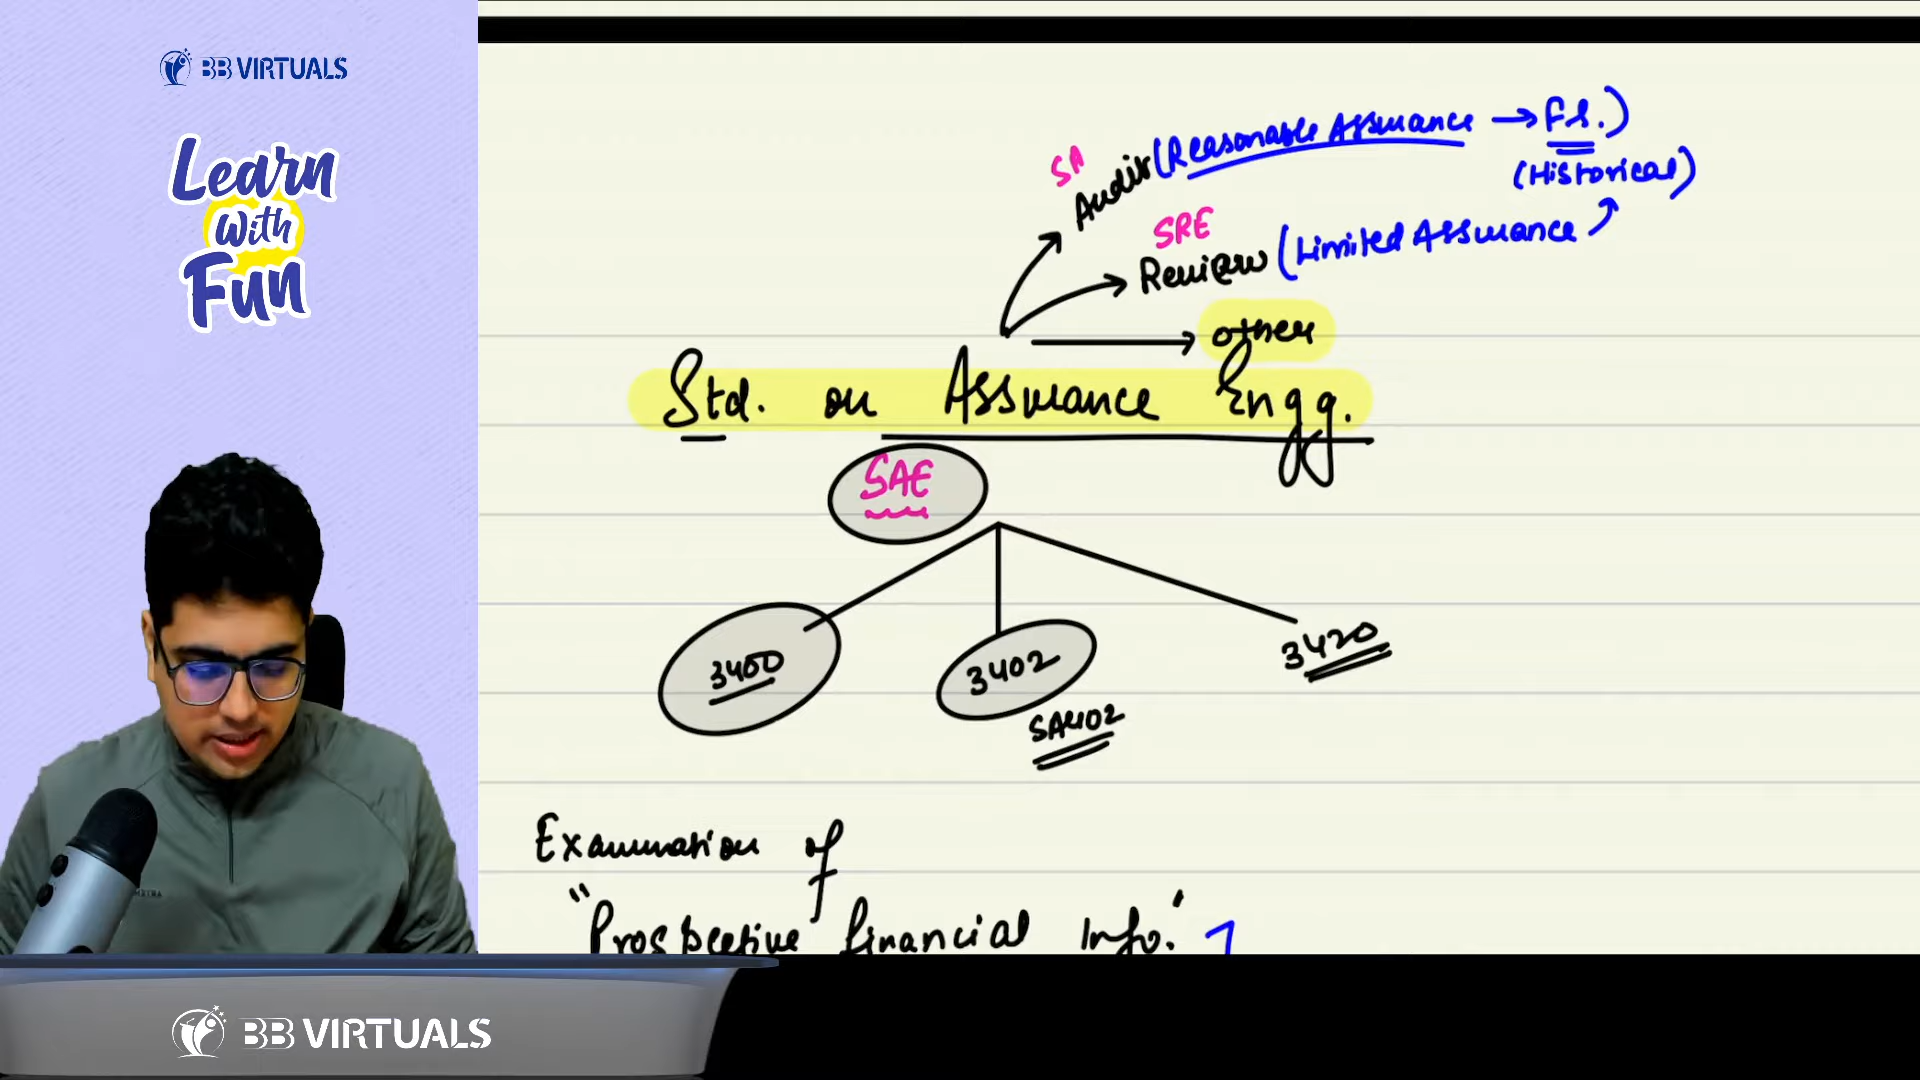 BB VIRTUALS
Learn
With
Fun
SA
Audit (Reasonable Assurance → F.S.)
(Historical)
SRE
Review (Limited Assurance
other
Std. on Assurance Engg.
SAE
3400
3402
3420
SA402
Examination of
"Prospective financial Info."
BB VIRTUALS